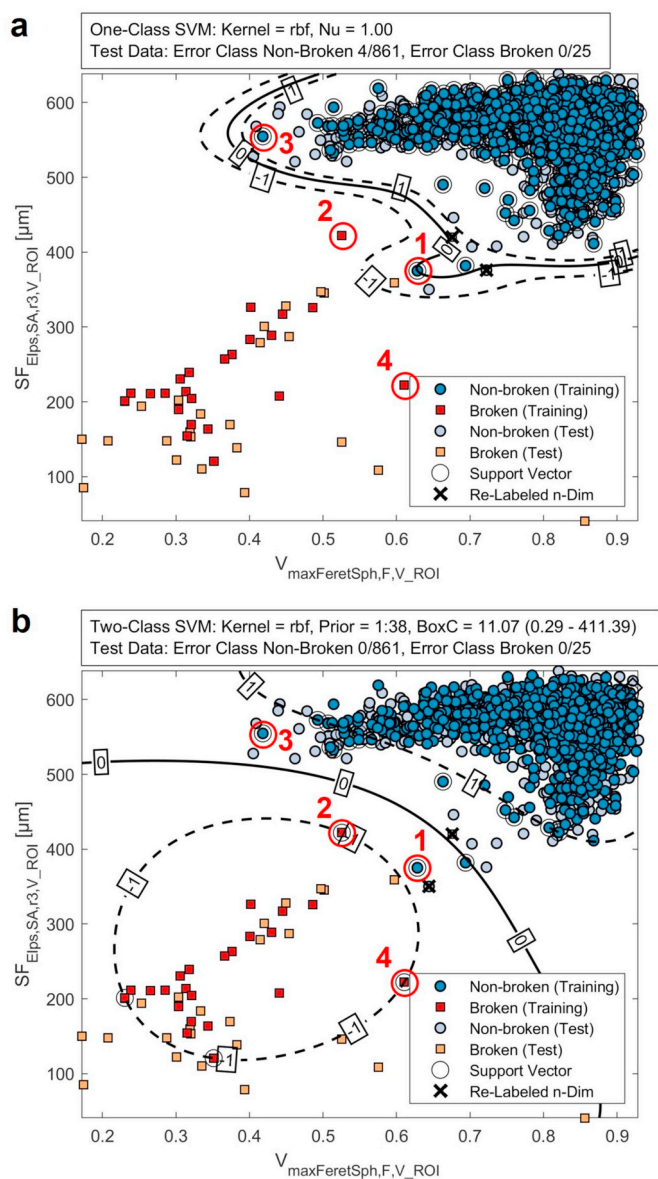 a
One-Class SVM: Kernel = rbf, Nu = 1.00
Test Data: Error Class Non-Broken 4/861, Error Class Broken 0/25
600
500
400
300
200
100
SF_Elps,SA,r3,V_ROI [µm]
1
0
-1
-1
1
0
-1
0
-1
3
2
1
4
Non-broken (Training)
Broken (Training)
Non-broken (Test)
Broken (Test)
Support Vector
Re-Labeled n-Dim
0.2 0.3 0.4 0.5 0.6 0.7 0.8 0.9
V_maxFeretSph,F,V_ROI
b
Two-Class SVM: Kernel = rbf, Prior = 1:38, BoxC = 11.07 (0.29 - 411.39)
Test Data: Error Class Non-Broken 0/861, Error Class Broken 0/25
600
500
400
300
200
100
SF_Elps,SA,r3,V_ROI [µm]
1
0
0
1
-1
-1
0
-1
-1
3
2
1
4
Non-broken (Training)
Broken (Training)
Non-broken (Test)
Broken (Test)
Support Vector
Re-Labeled n-Dim
0.2 0.3 0.4 0.5 0.6 0.7 0.8 0.9
V_maxFeretSph,F,V_ROI